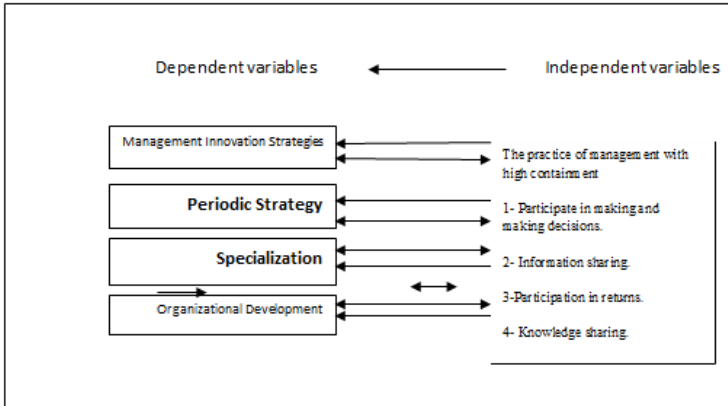 Dependent variables
Independent variables
Management Innovation Strategies
Periodic Strategy
Specialization
Organizational Development
The practice of management with
high containment
1- Participate in making and
making decisions.
2- Information sharing.
3-Participation in returns.
4- Knowledge sharing.